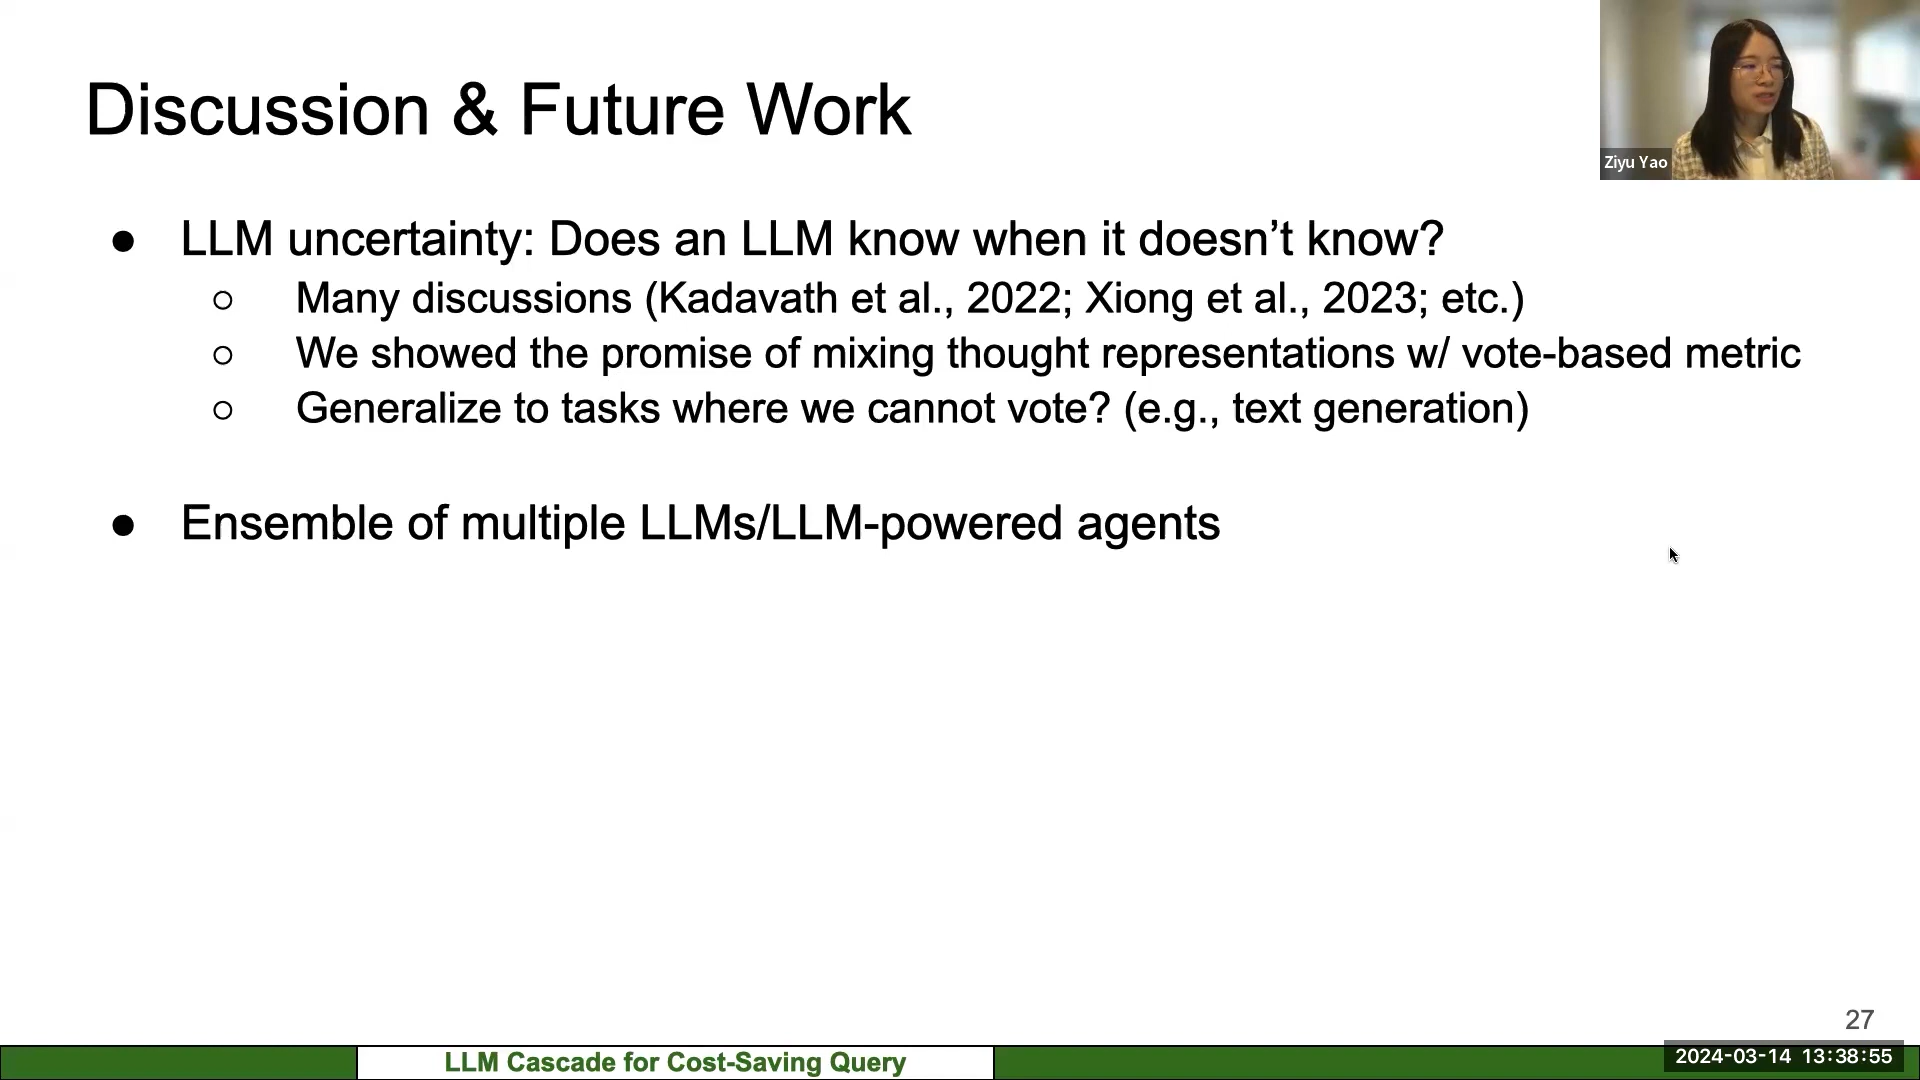 Discussion & Future Work
Ziyu Yao
● LLM uncertainty: Does an LLM know when it doesn’t know?
○ Many discussions (Kadavath et al., 2022; Xiong et al., 2023; etc.)
○ We showed the promise of mixing thought representations w/ vote-based metric
○ Generalize to tasks where we cannot vote? (e.g., text generation)
● Ensemble of multiple LLMs/LLM-powered agents
27
LLM Cascade for Cost-Saving Query
2024-03-14 13:38:55